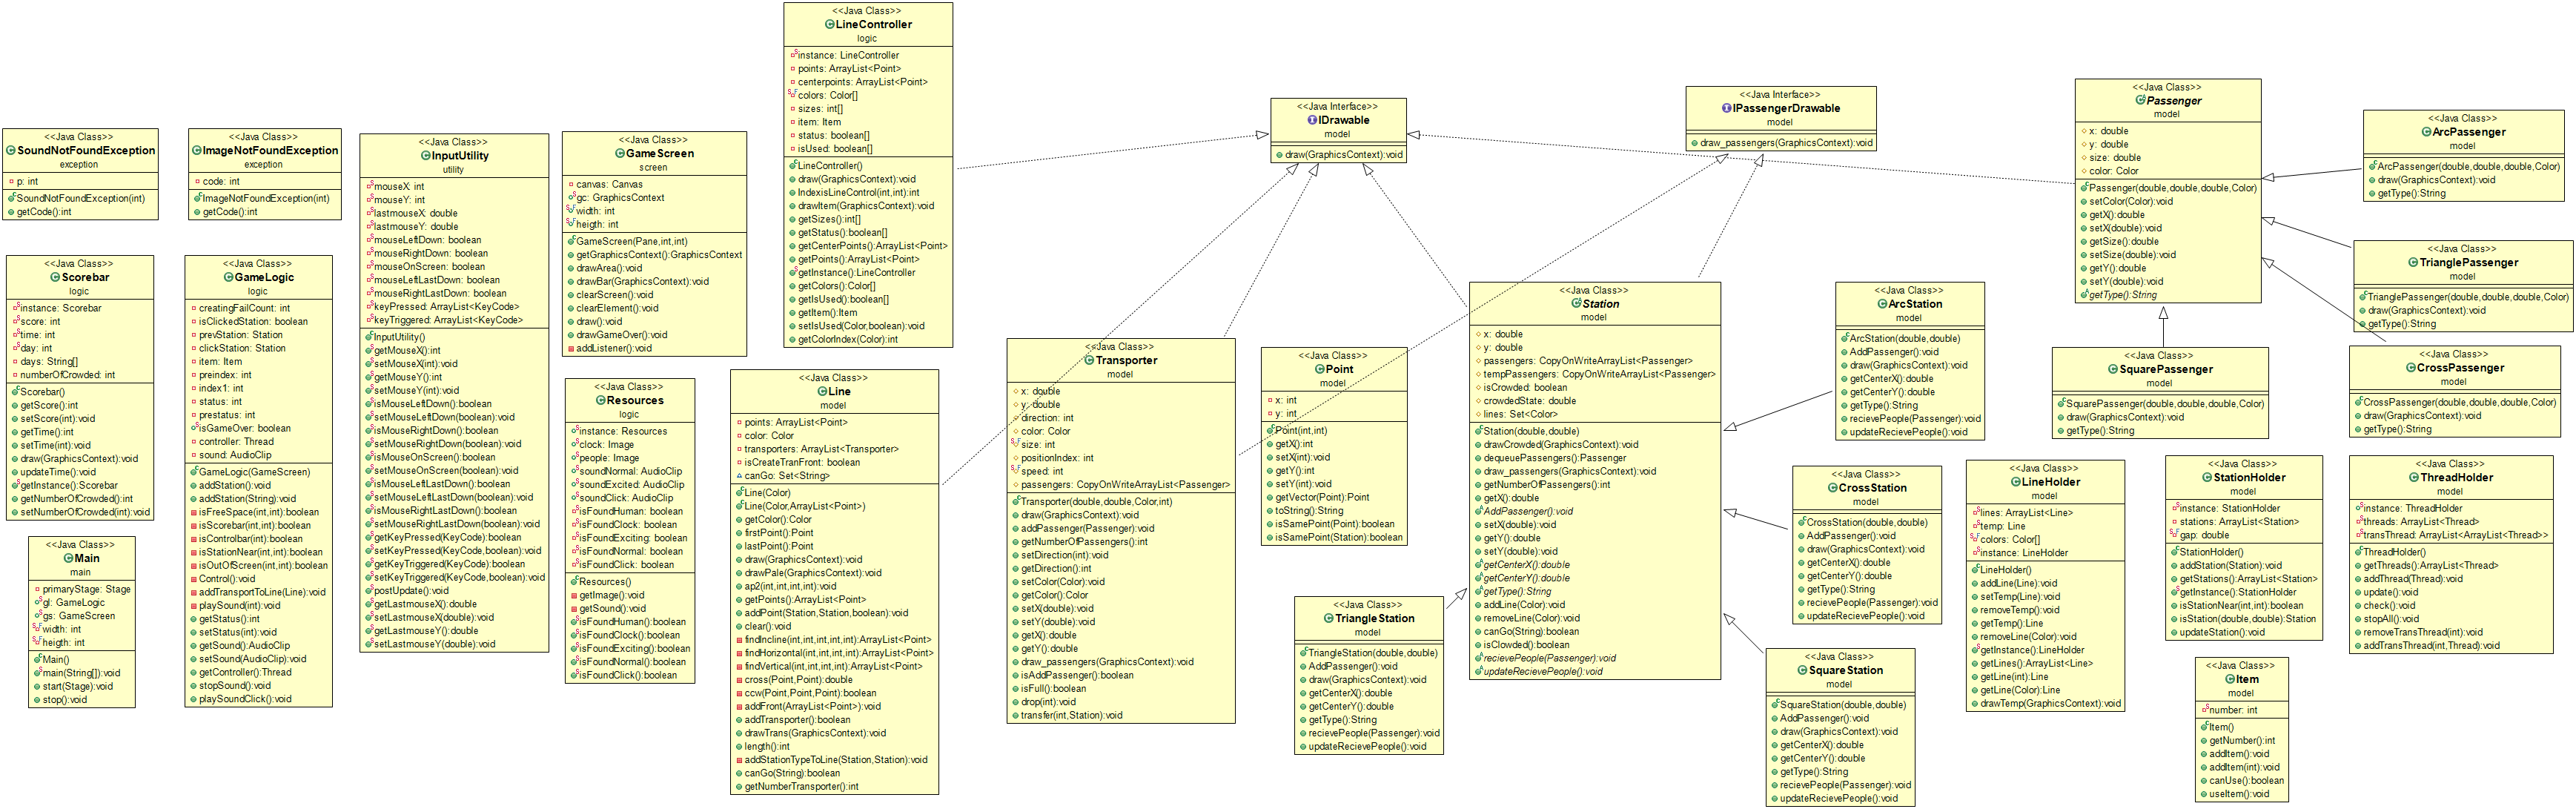 <<Java Class>>
SoundNotFoundException
exception
p: int
SoundNotFoundException(int)
getCode():int
<<Java Class>>
ImageNotFoundException
exception
code: int
ImageNotFoundException(int)
getCode():int
<<Java Class>>
Scorebar
logic
instance: Scorebar
score: int
time: int
day: int
days: String[]
numberOfCrowded: int
Scorebar()
getScore():int
setScore(int):void
getTime():int
setTime(int):void
draw(GraphicsContext):void
updateTime():void
getInstance():Scorebar
getNumberOfCrowded():int
setNumberOfCrowded(int):void
<<Java Class>>
Main
main
primaryStage: Stage
gl: GameLogic
gs: GameScreen
width: int
heigth: int
Main()
main(String[]):void
start(Stage):void
stop():void
<<Java Class>>
GameLogic
logic
creatingFailCount: int
isClickedStation: boolean
prevStation: Station
clickStation: Station
item: Item
preindex: int
index1: int
status: int
prestatus: int
isGameOver: boolean
controller: Thread
sound: AudioClip
GameLogic(GameScreen)
addStation():void
addStation(String):void
isFreeSpace(int,int):boolean
isScorebar(int,int):boolean
isControlbar(int):boolean
isStationNear(int,int):boolean
isOutOfScreen(int,int):boolean
Control():void
addTransportToLine(Line):void
playSound(int):void
getStatus():int
setStatus(int):void
getSound():AudioClip
setSound(AudioClip):void
getController():Thread
stopSound():void
playSoundClick():void
<<Java Class>>
InputUtility
utility
mouseX: int
mouseY: int
lastmouseX: double
lastmouseY: double
mouseLeftDown: boolean
mouseRightDown: boolean
mouseOnScreen: boolean
mouseLeftLastDown: boolean
mouseRightLastDown: boolean
keyPressed: ArrayList<KeyCode>
keyTriggered: ArrayList<KeyCode>
InputUtility()
getMouseX():int
setMouseX(int):void
getMouseY():int
setMouseY(int):void
isMouseLeftDown():boolean
setMouseLeftDown(boolean):void
isMouseRightDown():boolean
setMouseRightDown(boolean):void
isMouseOnScreen():boolean
setMouseOnScreen(boolean):void
isMouseLeftLastDown():boolean
setMouseLeftLastDown(boolean):void
isMouseRightLastDown():boolean
setMouseRightLastDown(boolean):void
getKeyPressed(KeyCode):boolean
setKeyPressed(KeyCode,boolean):void
getKeyTriggered(KeyCode):boolean
setKeyTriggered(KeyCode,boolean):void
postUpdate():void
getLastmouseX():double
setLastmouseX(double):void
getLastmouseY():double
setLastmouseY(double):void
<<Java Class>>
GameScreen
screen
canvas: Canvas
gc: GraphicsContext
width: int
heigth: int
GameScreen(Pane,int,int)
getGraphicsContext():GraphicsContext
drawArea():void
drawBar(GraphicsContext):void
clearScreen():void
clearElement():void
draw():void
drawGameOver():void
addListener():void
<<Java Class>>
Resources
logic
instance: Resources
clock: Image
people: Image
soundNormal: AudioClip
soundExcited: AudioClip
soundClick: AudioClip
isFoundHuman: boolean
isFoundClock: boolean
isFoundExciting: boolean
isFoundNormal: boolean
isFoundClick: boolean
Resources()
getImage():void
getSound():void
isFoundHuman():boolean
isFoundClock():boolean
isFoundExciting():boolean
isFoundNormal():boolean
isFoundClick():boolean
<<Java Class>>
LineController
logic
instance: LineController
points: ArrayList<Point>
centerpoints: ArrayList<Point>
colors: Color[]
sizes: int[]
item: Item
status: boolean[]
isUsed: boolean[]
LineController()
draw(GraphicsContext):void
IndexisLineControl(int,int):int
drawItem(GraphicsContext):void
getSizes():int[]
getStatus():boolean[]
getCenterPoints():ArrayList<Point>
getPoints():ArrayList<Point>
getInstance():LineController
getColors():Color[]
getIsUsed():boolean[]
getItem():Item
setIsUsed(Color,boolean):void
getColorIndex(Color):int
<<Java Class>>
Line
model
points: ArrayList<Point>
color: Color
transporters: ArrayList<Transporter>
isCreateTranFront: boolean
canGo: Set<String>
Line(Color)
Line(Color,ArrayList<Point>)
getColor():Color
firstPoint():Point
lastPoint():Point
draw(GraphicsContext):void
drawPale(GraphicsContext):void
ap2(int,int,int,int):void
getPoints():ArrayList<Point>
addPoint(Station,Station,boolean):void
clear():void
findIncline(int,int,int,int,int):ArrayList<Point>
findHorizontal(int,int,int,int):ArrayList<Point>
findVertical(int,int,int,int):ArrayList<Point>
cross(Point,Point):double
ccw(Point,Point,Point):boolean
addFront(ArrayList<Point>):void
addTransporter():boolean
drawTrans(GraphicsContext):void
length():int
addStationTypeToLine(Station,Station):void
canGo(String):boolean
getNumberTransporter():int
<<Java Interface>>
IDrawable
model
draw(GraphicsContext):void
<<Java Class>>
Transporter
model
x: double
y: double
direction: int
color: Color
size: int
positionIndex: int
speed: int
passengers: CopyOnWriteArrayList<Passenger>
Transporter(double,double,Color,int)
draw(GraphicsContext):void
addPassenger(Passenger):void
getNumberOfPassengers():int
setDirection(int):void
getDirection():int
setColor(Color):void
getColor():Color
setX(double):void
setY(double):void
getX():double
getY():double
draw_passengers(GraphicsContext):void
isAddPassenger():boolean
isFull():boolean
drop(int):void
transfer(int,Station):void
<<Java Class>>
Point
model
x: int
y: int
Point(int,int)
getX():int
setX(int):void
getY():int
setY(int):void
getVector(Point):Point
toString():String
isSamePoint(Point):boolean
isSamePoint(Station):boolean
<<Java Class>>
TriangleStation
model
TriangleStation(double,double)
AddPassenger():void
draw(GraphicsContext):void
getCenterX():double
getCenterY():double
getType():String
recievePeople(Passenger):void
updateRecievePeople():void
<<Java Interface>>
IPassengerDrawable
model
draw_passengers(GraphicsContext):void
<<Java Class>>
Station
model
x: double
y: double
passengers: CopyOnWriteArrayList<Passenger>
tempPassengers: CopyOnWriteArrayList<Passenger>
isCrowded: boolean
crowdedState: double
lines: Set<Color>
Station(double,double)
drawCrowded(GraphicsContext):void
dequeuePassengers():Passenger
draw_passengers(GraphicsContext):void
getNumberOfPassengers():int
getX():double
AddPassenger():void
setX(double):void
getY():double
setY(double):void
getCenterX():double
getCenterY():double
getType():String
addLine(Color):void
removeLine(Color):void
canGo(String):boolean
isClowded():boolean
recievePeople(Passenger):void
updateRecievePeople():void
<<Java Class>>
ArcStation
model
ArcStation(double,double)
AddPassenger():void
draw(GraphicsContext):void
getCenterX():double
getCenterY():double
getType():String
recievePeople(Passenger):void
updateRecievePeople():void
<<Java Class>>
CrossStation
model
CrossStation(double,double)
AddPassenger():void
draw(GraphicsContext):void
getCenterX():double
getCenterY():double
getType():String
recievePeople(Passenger):void
updateRecievePeople():void
<<Java Class>>
SquareStation
model
SquareStation(double,double)
AddPassenger():void
draw(GraphicsContext):void
getCenterX():double
getCenterY():double
getType():String
recievePeople(Passenger):void
updateRecievePeople():void
<<Java Class>>
Passenger
model
x: double
y: double
size: double
color: Color
Passenger(double,double,double,Color)
setColor(Color):void
getX():double
setX(double):void
getSize():double
setSize(double):void
getY():double
setY(double):void
getType():String
<<Java Class>>
ArcPassenger
model
ArcPassenger(double,double,double,Color)
draw(GraphicsContext):void
getType():String
<<Java Class>>
TrianglePassenger
model
TrianglePassenger(double,double,double,Color)
draw(GraphicsContext):void
getType():String
<<Java Class>>
SquarePassenger
model
SquarePassenger(double,double,double,Color)
draw(GraphicsContext):void
getType():String
<<Java Class>>
CrossPassenger
model
CrossPassenger(double,double,double,Color)
draw(GraphicsContext):void
getType():String
<<Java Class>>
LineHolder
model
lines: ArrayList<Line>
temp: Line
colors: Color[]
instance: LineHolder
LineHolder()
addLine(Line):void
setTemp(Line):void
removeTemp():void
getTemp():Line
removeLine(Color):void
getInstance():LineHolder
getLines():ArrayList<Line>
getLine(int):Line
getLine(Color):Line
drawTemp(GraphicsContext):void
<<Java Class>>
StationHolder
model
instance: StationHolder
stations: ArrayList<Station>
gap: double
StationHolder()
addStation(Station):void
getStations():ArrayList<Station>
getInstance():StationHolder
isStationNear(int,int):boolean
isStation(double,double):Station
updateStation():void
<<Java Class>>
ThreadHolder
model
instance: ThreadHolder
threads: ArrayList<Thread>
transThread: ArrayList<ArrayList<Thread>>
ThreadHolder()
getThreads():ArrayList<Thread>
addThread(Thread):void
update():void
check():void
stopAll():void
removeTransThread(int):void
addTransThread(int,Thread):void
<<Java Class>>
Item
model
number: int
Item()
getNumber():int
addItem():void
addItem(int):void
canUse():boolean
useItem():void